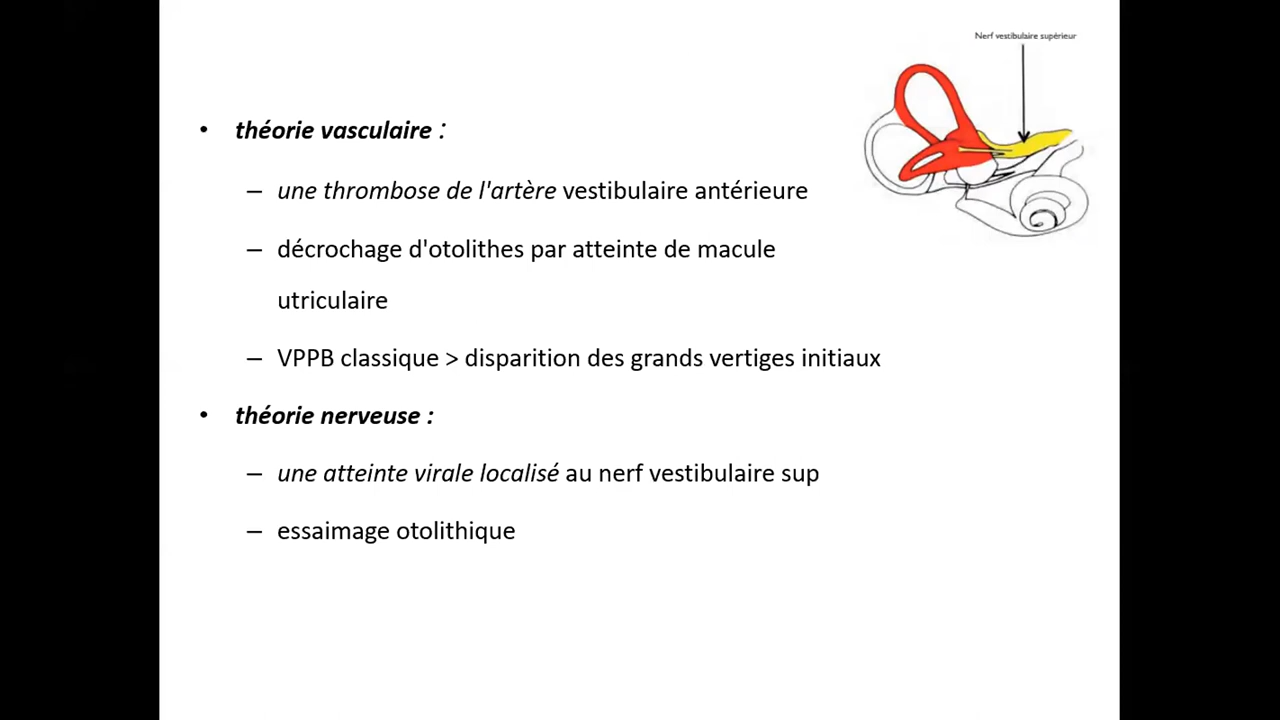 Nerf vestibulaire supérieur
• théorie vasculaire :
– une thrombose de l'artère vestibulaire antérieure
– décrochage d'otolithes par atteinte de macule
utriculaire
– VPPB classique > disparition des grands vertiges initiaux
• théorie nerveuse :
– une atteinte virale localisé au nerf vestibulaire sup
– essaimage otolithique